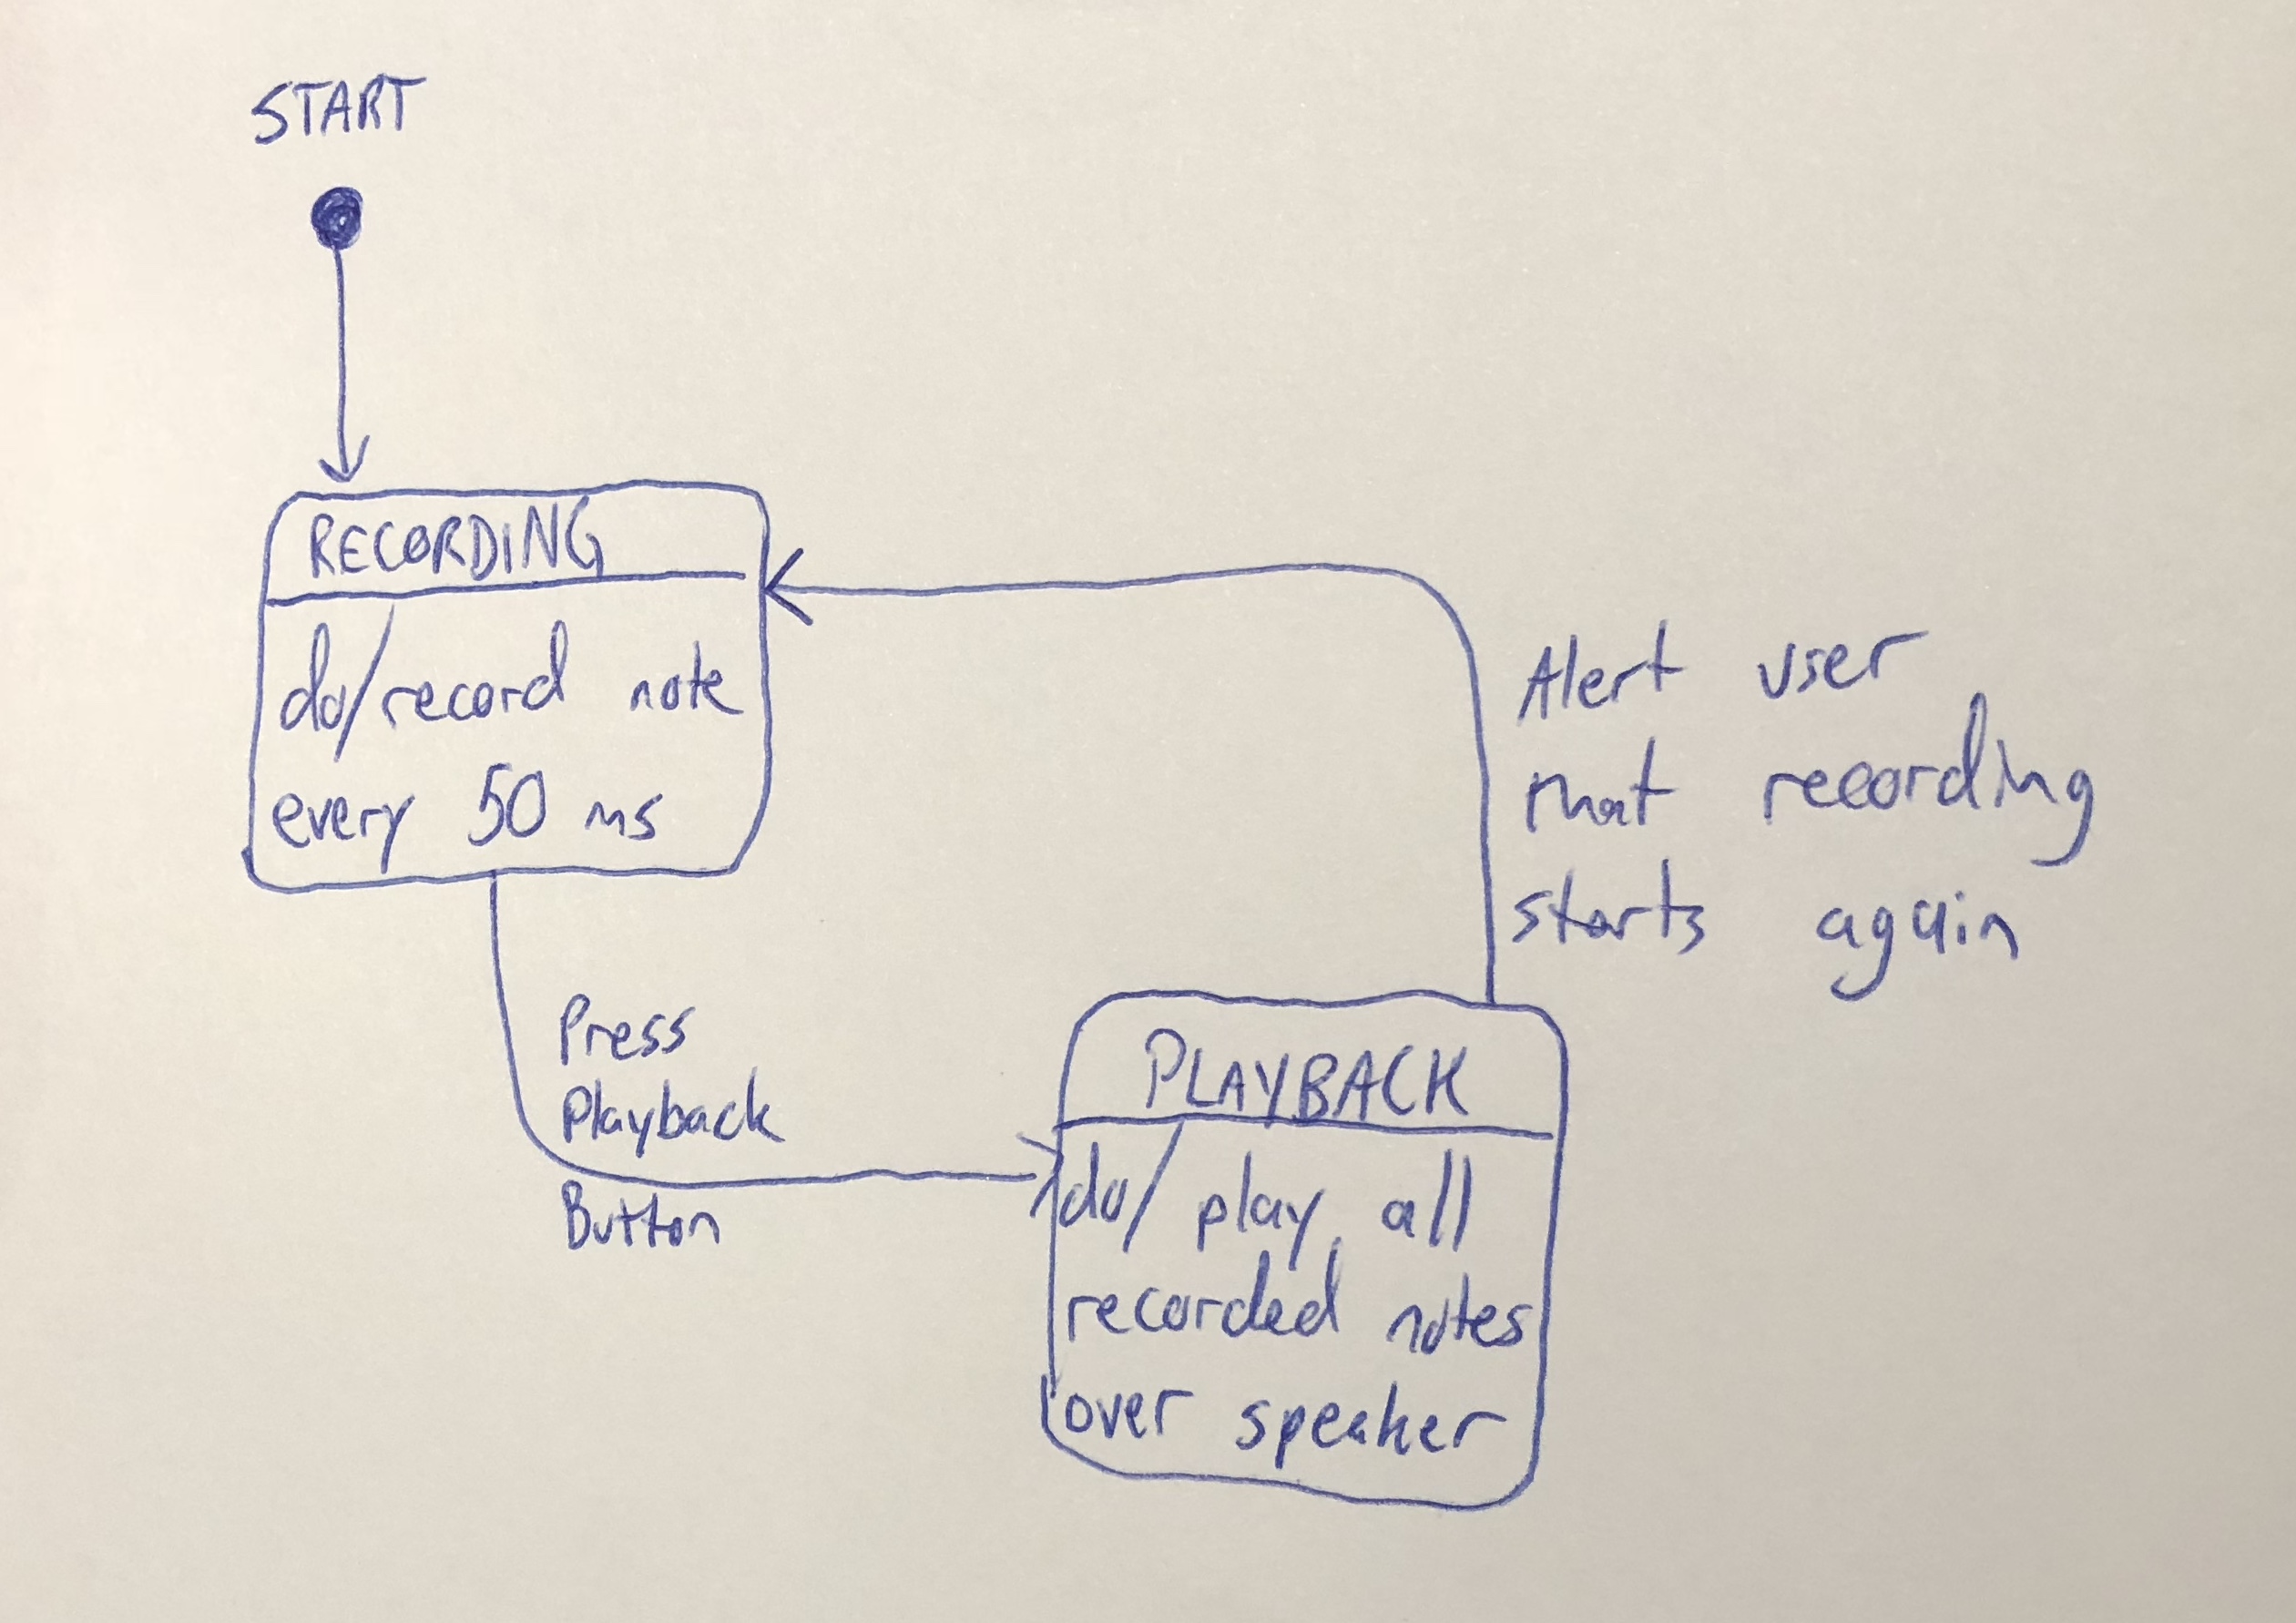 START
RECORDING
do/record note
every 50 ms
Alert user
that recording
starts again
Press
Playback
Button
PLAYBACK
do/ play all
recorded notes
over speaker